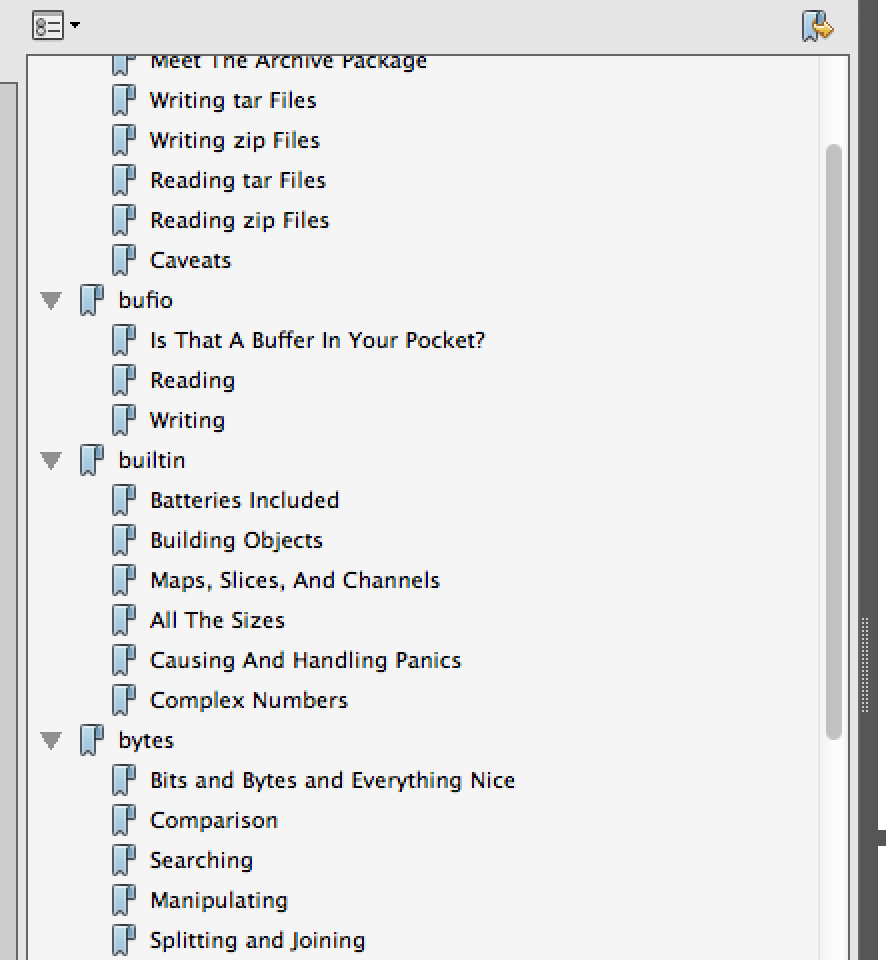 Meet The Archive Package
Writing tar Files
Writing zip Files
Reading tar Files
Reading zip Files
Caveats
bufio
Is That A Buffer In Your Pocket?
Reading
Writing
builtin
Batteries Included
Building Objects
Maps, Slices, And Channels
All The Sizes
Causing And Handling Panics
Complex Numbers
bytes
Bits and Bytes and Everything Nice
Comparison
Searching
Manipulating
Splitting and Joining